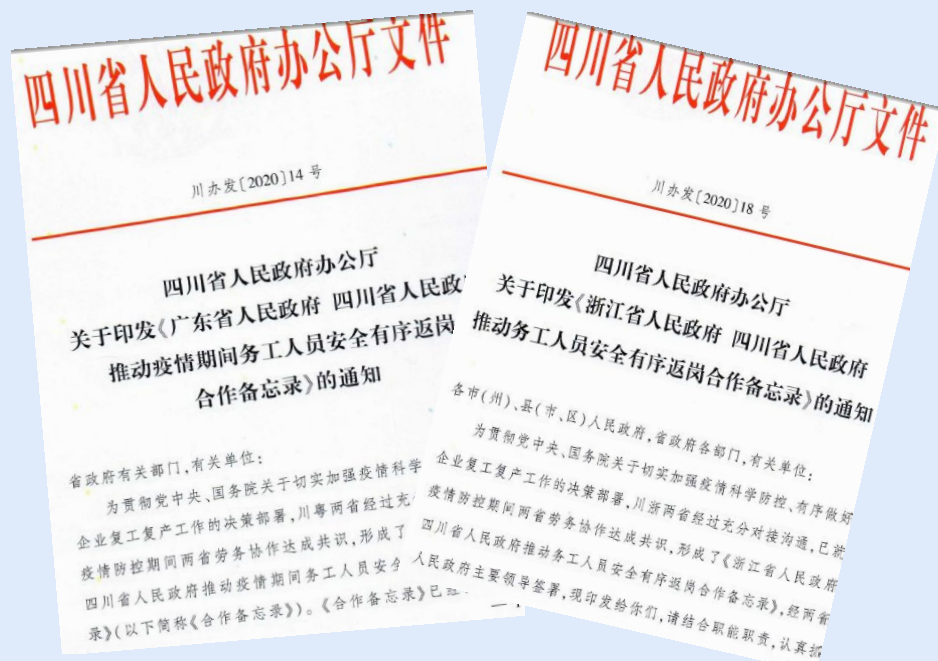 四川省人民政府办公厅文件
川办发〔2020〕14 号
四川省人民政府办公厅
关于印发《广东省人民政府 四川省人民政
推动疫情期间务工人员安全有序返岗
合作备忘录》的通知
省政府有关部门,有关单位:
为贯彻党中央、国务院关于切实加强疫情科学
企业复工复产工作的决策部署,川粤两省经过充
疫情防控期间两省劳务协作达成共识,形成了
四川省人民政府推动疫情期间务工人员安全
录》(以下简称《合作备忘录》)。《合作备忘录》已经
四川省人民政府办公厅文件
川办发〔2020〕18 号
四川省人民政府办公厅
关于印发《浙江省人民政府 四川省人民政府
推动务工人员安全有序返岗合作备忘录》的通知
各市(州)、县(市、区)人民政府,省政府各部门,有关单位:
为贯彻党中央、国务院关于切实加强疫情科学防控、有序做好
企业复工复产工作的决策部署,川浙两省经过充分对接沟通,已就
疫情防控期间两省劳务协作达成共识,形成了《浙江省人民政府
四川省人民政府推动务工人员安全有序返岗合作备忘录》,经两省
人民政府主要领导签署,现印发给你们,请结合职能职责,认真抓